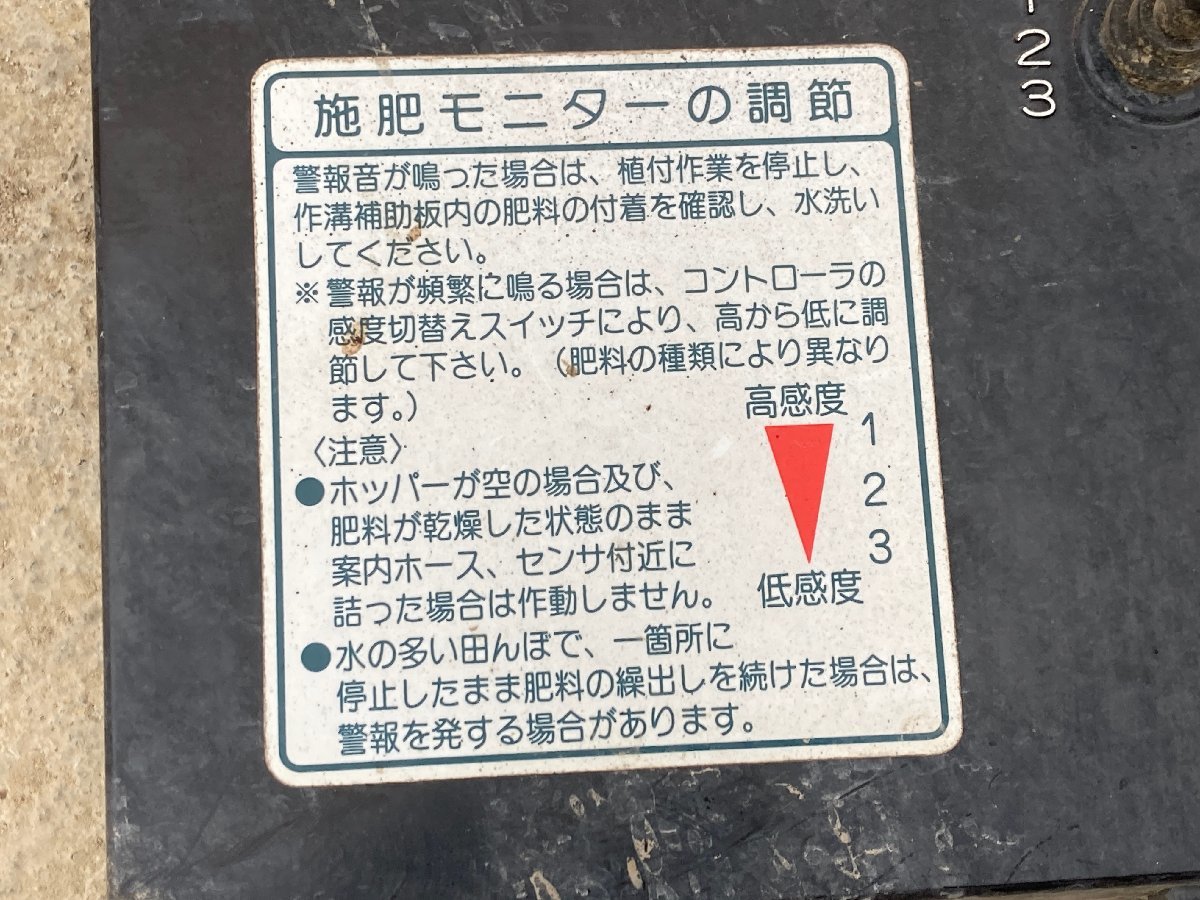 施肥モニターの調節
警報音が鳴った場合は、植付作業を停止し、
作溝補助板内の肥料の付着を確認し、水洗い
してください。
※警報が頻繁に鳴る場合は、コントローラの
感度切替えスイッチにより、高から低に調
節して下さい。（肥料の種類により異なり
ます。）
高感度
1
2
3
低感度
〈注意〉
●ホッパーが空の場合及び、
肥料が乾燥した状態のまま
案内ホース、センサ付近に
詰った場合は作動しません。
●水の多い田んぼで、一箇所に
停止したまま肥料の繰出しを続けた場合は、
警報を発する場合があります。
2
3